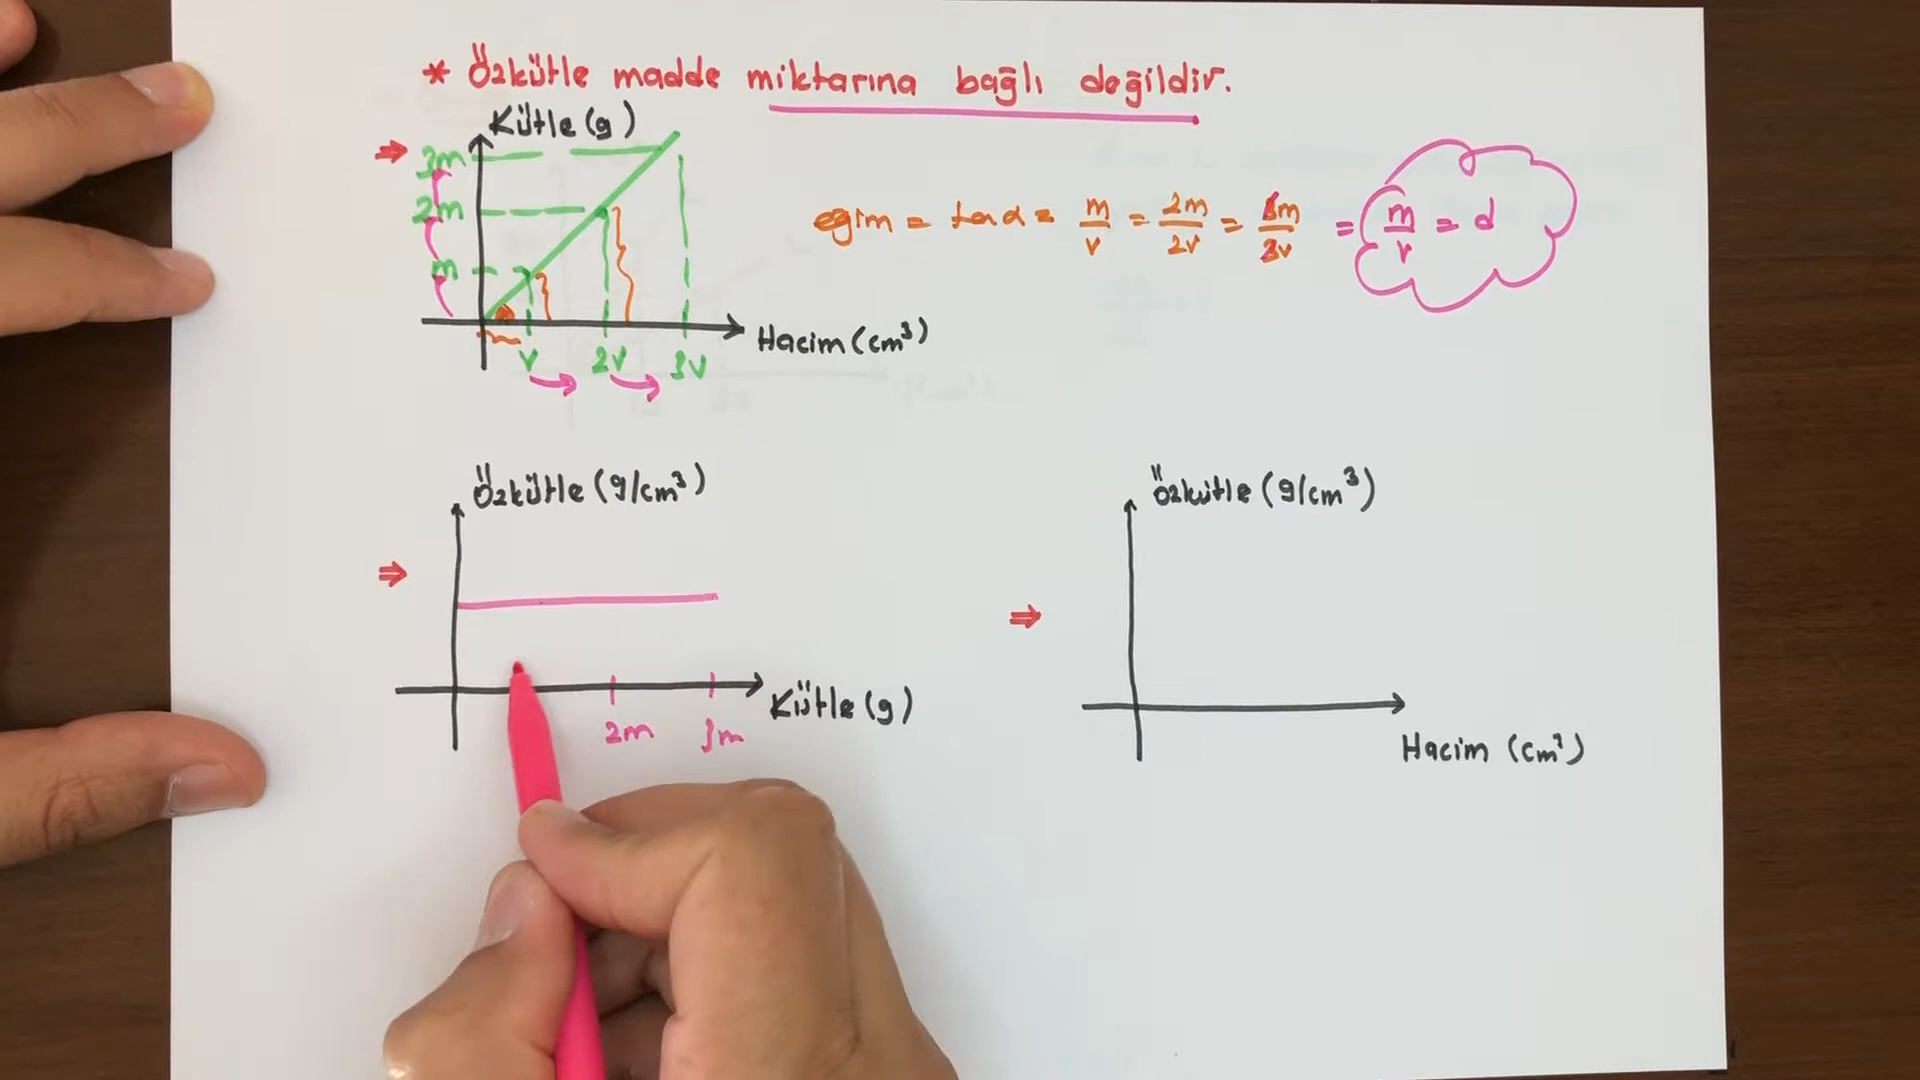 * Özkütle madde miktarına bağlı değildir.
Kütle (g)
3m
2m
m
Hacim (cm³)
V 2V 3V
eğim = tan α = m/v = 2m/2v = 3m/3v = m/v = d
Özkütle (g/cm³)
Kütle (g)
2m 3m
Özkütle (g/cm³)
Hacim (cm³)